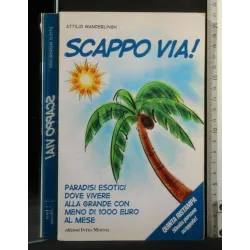 ATTILIO WANDERLINGH
SCAPPO VIA!
PARADISI ESOTICI
DOVE VIVERE
ALLA GRANDE CON
MENO DI 1000 EURO
AL MESE
edizioni INTRA MOENIA
QUINTA RISTAMPA
SCAPPO VIA!